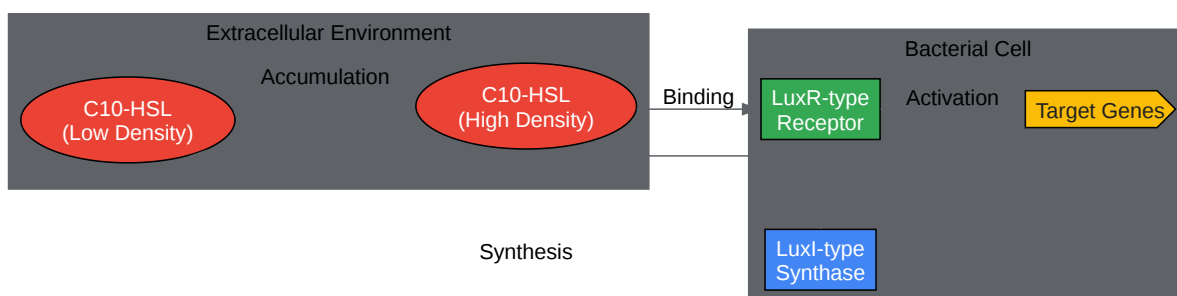 Extracellular Environment
Accumulation
C10-HSL
(Low Density)
C10-HSL
(High Density)
Binding
Bacterial Cell
LuxR-type
Receptor
Activation
Target Genes
Synthesis
LuxI-type
Synthase